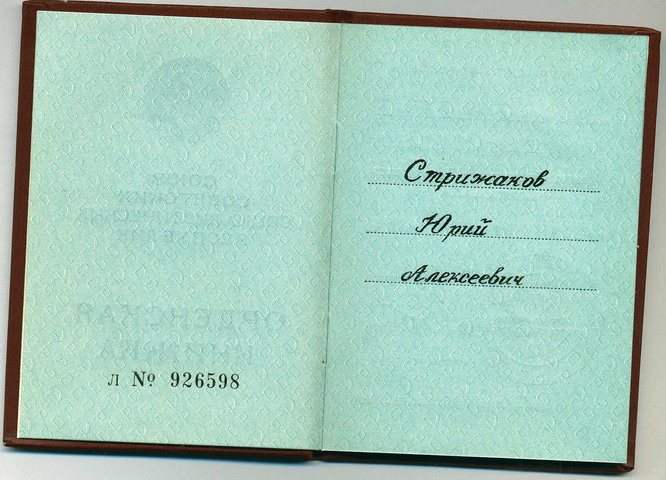 л № 926598
Стрижаков
Юрий
Алексеевич